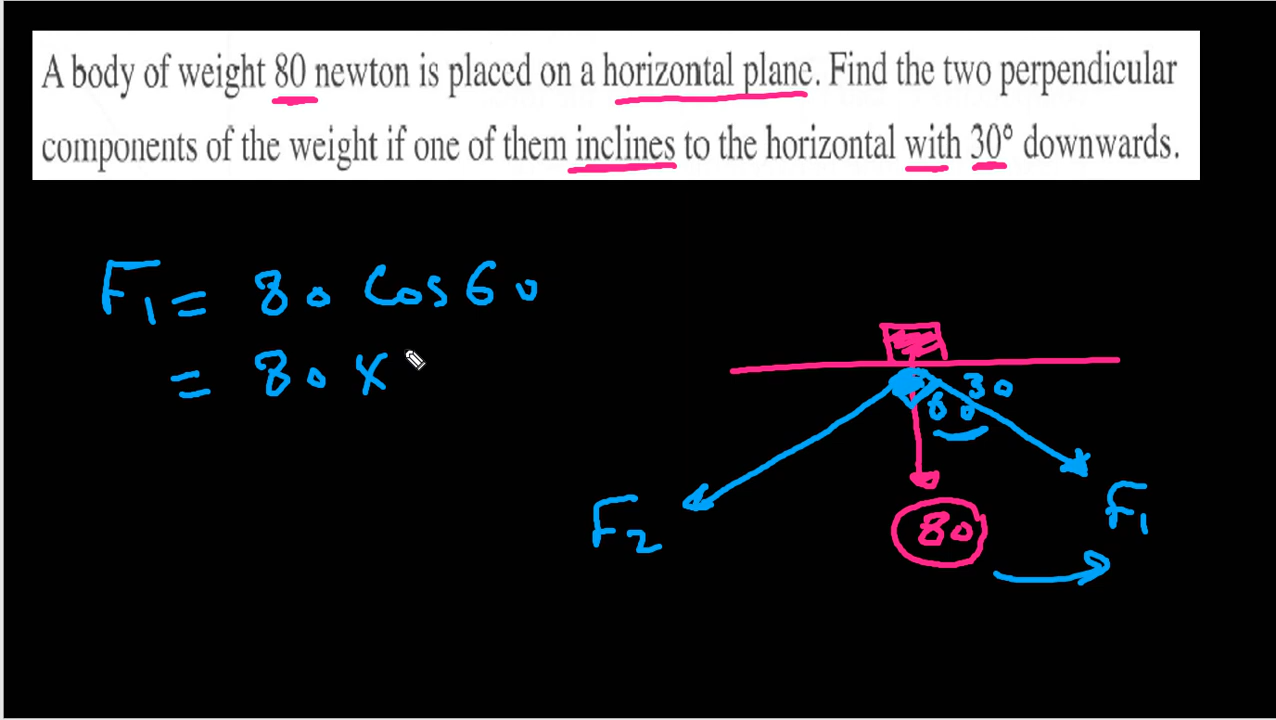 A body of weight 80 newton is placed on a horizontal plane. Find the two perpendicular
components of the weight if one of them inclines to the horizontal with 30° downwards.
F1 = 80 Cos 60
= 80 ×
30
60
F2
80
F1